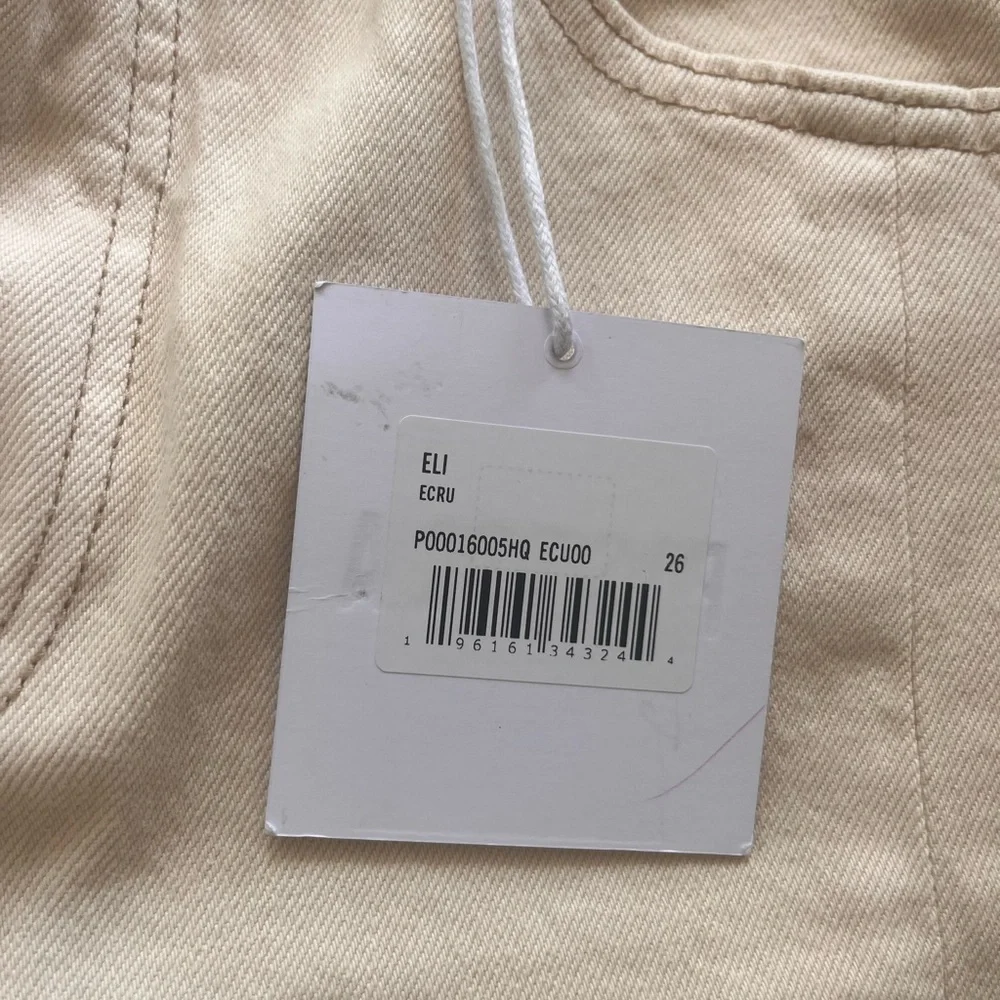 ELI
ECRU
P00016005HQ ECU00 26
1 96161 34324 4